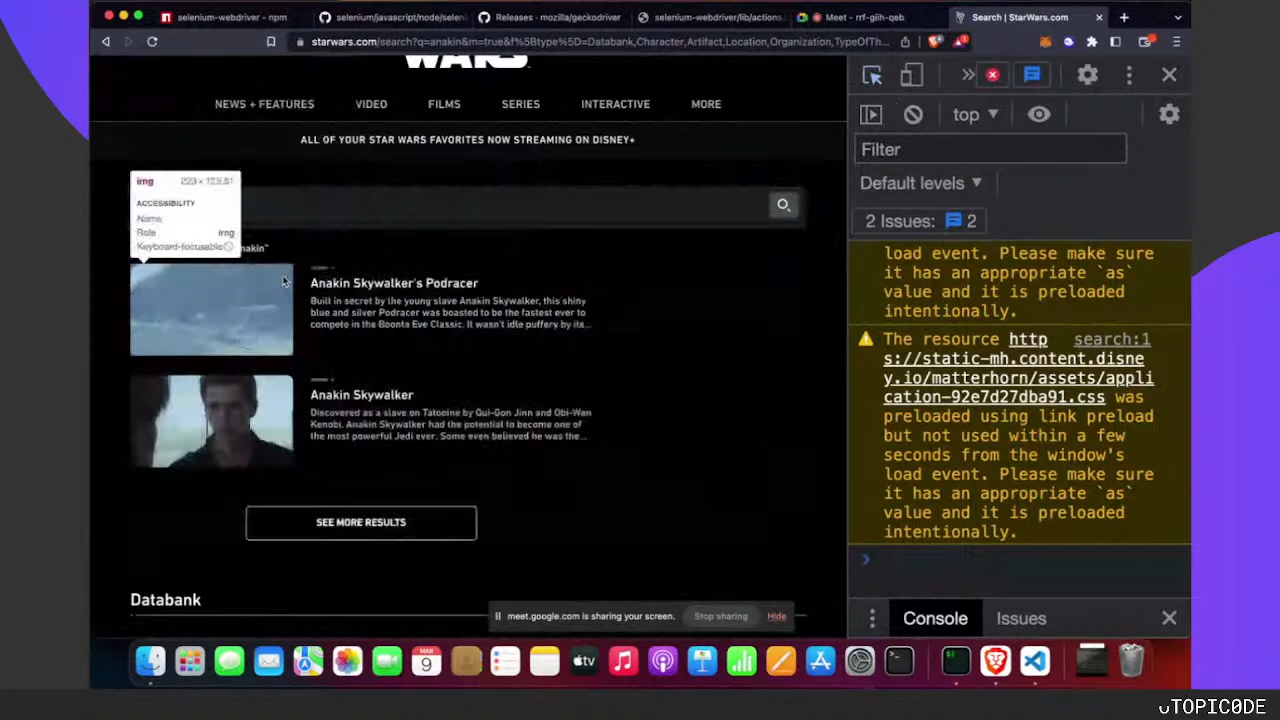 selenium-webdriver - npm
selenium/javascript/node/selen
Releases · mozilla/geckodriver
selenium-webdriver/lib/actions.
Meet - rrf-giih-qeb
Search | StarWars.com
starwars.com/search?q=anakin&m=true&f%5Btype%5D=Databank,Character,Artifact,Location,Organization,TypeOfTh...
WARS
NEWS + FEATURES
VIDEO
FILMS
SERIES
INTERACTIVE
MORE
ALL OF YOUR STAR WARS FAVORITES NOW STREAMING ON DISNEY+
img 223 × 125.51
ACCESSIBILITY
Name
Role img
Keyboard-focusable
nakin"
Anakin Skywalker's Podracer
Built in secret by the young slave Anakin Skywalker, this shiny
blue and silver Podracer was boasted to be the fastest ever to
compete in the Boonta Eve Classic. It wasn't idle puffery by its...
Anakin Skywalker
Discovered as a slave on Tatooine by Qui-Gon Jinn and Obi-Wan
Kenobi, Anakin Skywalker had the potential to become one of
the most powerful Jedi ever. Some even believed he was the...
SEE MORE RESULTS
Databank
meet.google.com is sharing your screen.
Stop sharing
Hide
top
Filter
Default levels
2 Issues: 2
load event. Please make sure
it has an appropriate `as`
value and it is preloaded
intentionally.
The resource http search:1
s://static-mh.content.disne
y.io/matterhorn/assets/appli
cation-92e7d27dba91.css was
preloaded using link preload
but not used within a few
seconds from the window's
load event. Please make sure
it has an appropriate `as`
value and it is preloaded
intentionally.
Console
Issues
MAR
9
tv
UTOPICODE